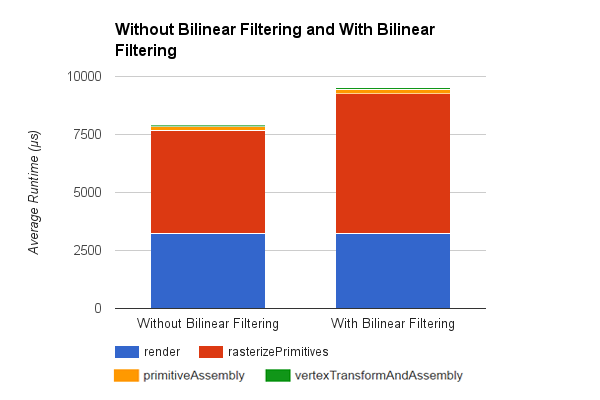 Without Bilinear Filtering and With Bilinear
Filtering
10000
7500
5000
2500
0
Average Runtime (µs)
Without Bilinear Filtering
With Bilinear Filtering
render
rasterizePrimitives
primitiveAssembly
vertexTransformAndAssembly